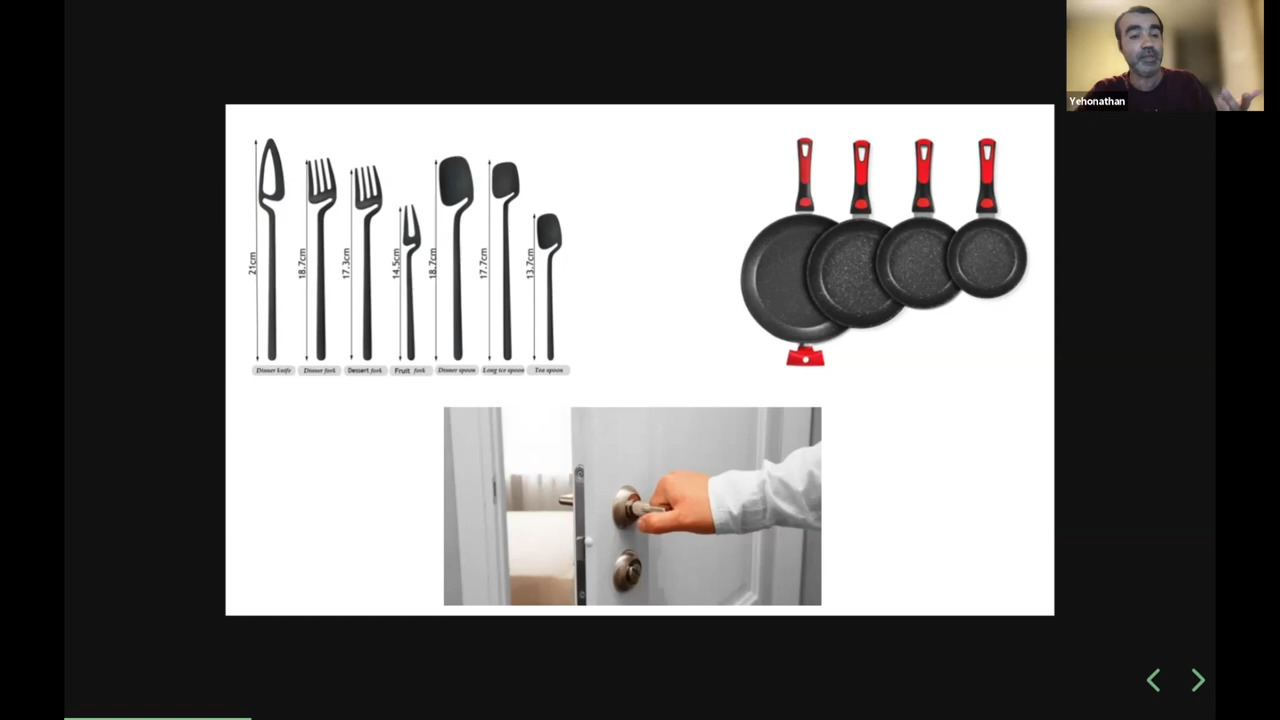 21cm
18.7cm
17.3cm
14.5cm
18.7cm
17.7cm
13.7cm
Dinner knife
Dinner fork
Dessert fork
Fruit fork
Dinner spoon
Long ice spoon
Tea spoon
Yehonathan